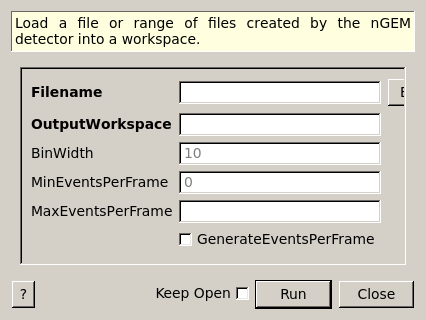 Load a file or range of files created by the nGEM
detector into a workspace.
Filename
OutputWorkspace
BinWidth 10
MinEventsPerFrame 0
MaxEventsPerFrame
GenerateEventsPerFrame
? Keep Open Run Close